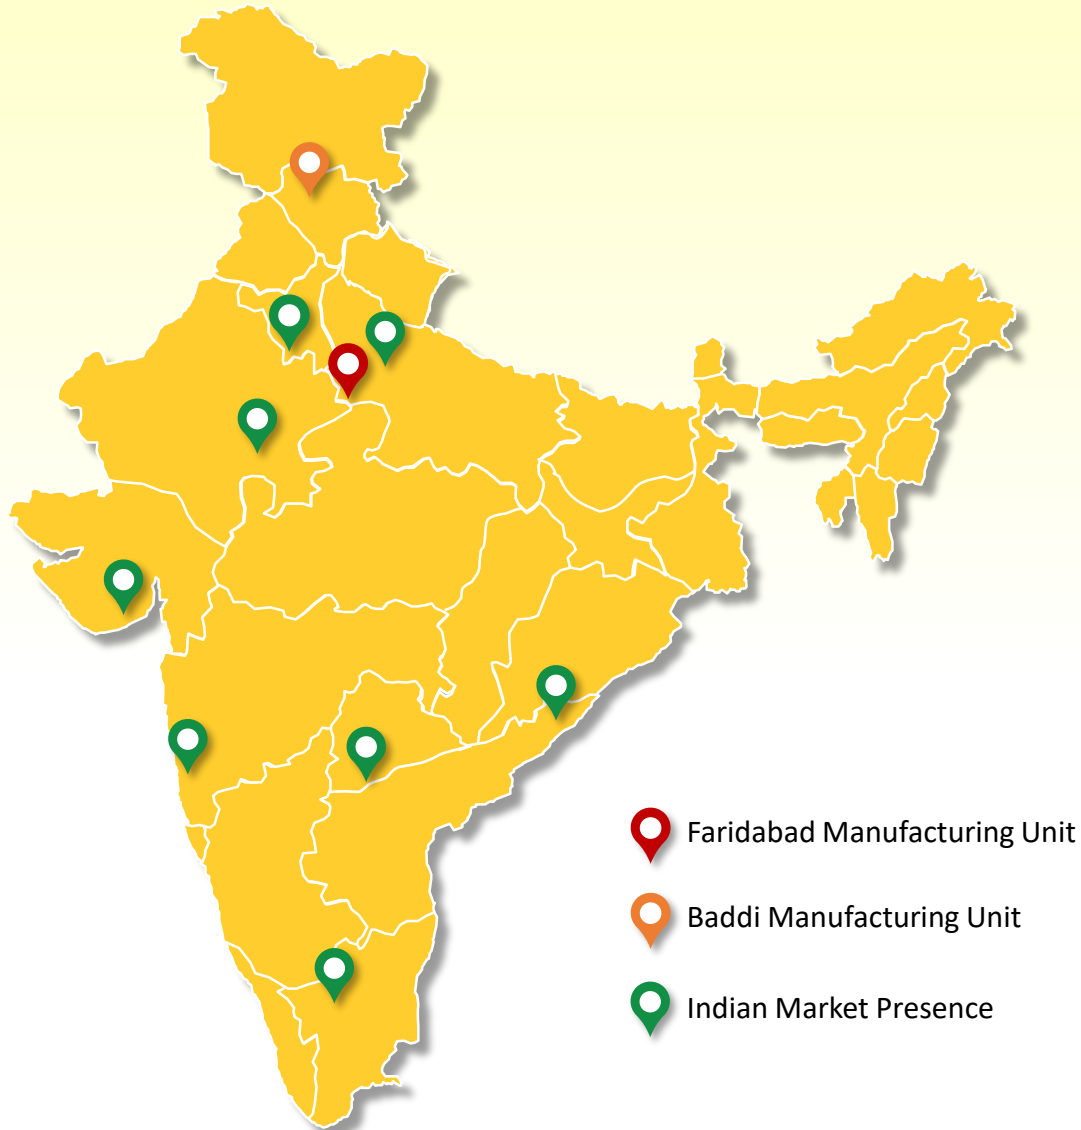 Faridabad Manufacturing Unit
Baddi Manufacturing Unit
Indian Market Presence